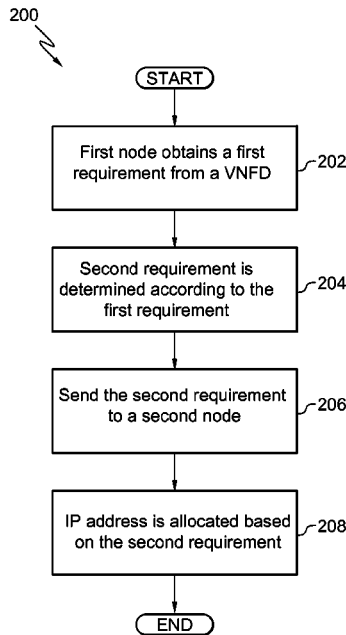 200
START
First node obtains a first
requirement from a VNFD
202
Second requirement is
determined according to the
first requirement
204
Send the second requirement
to a second node
206
IP address is allocated based
on the second requirement
208
END